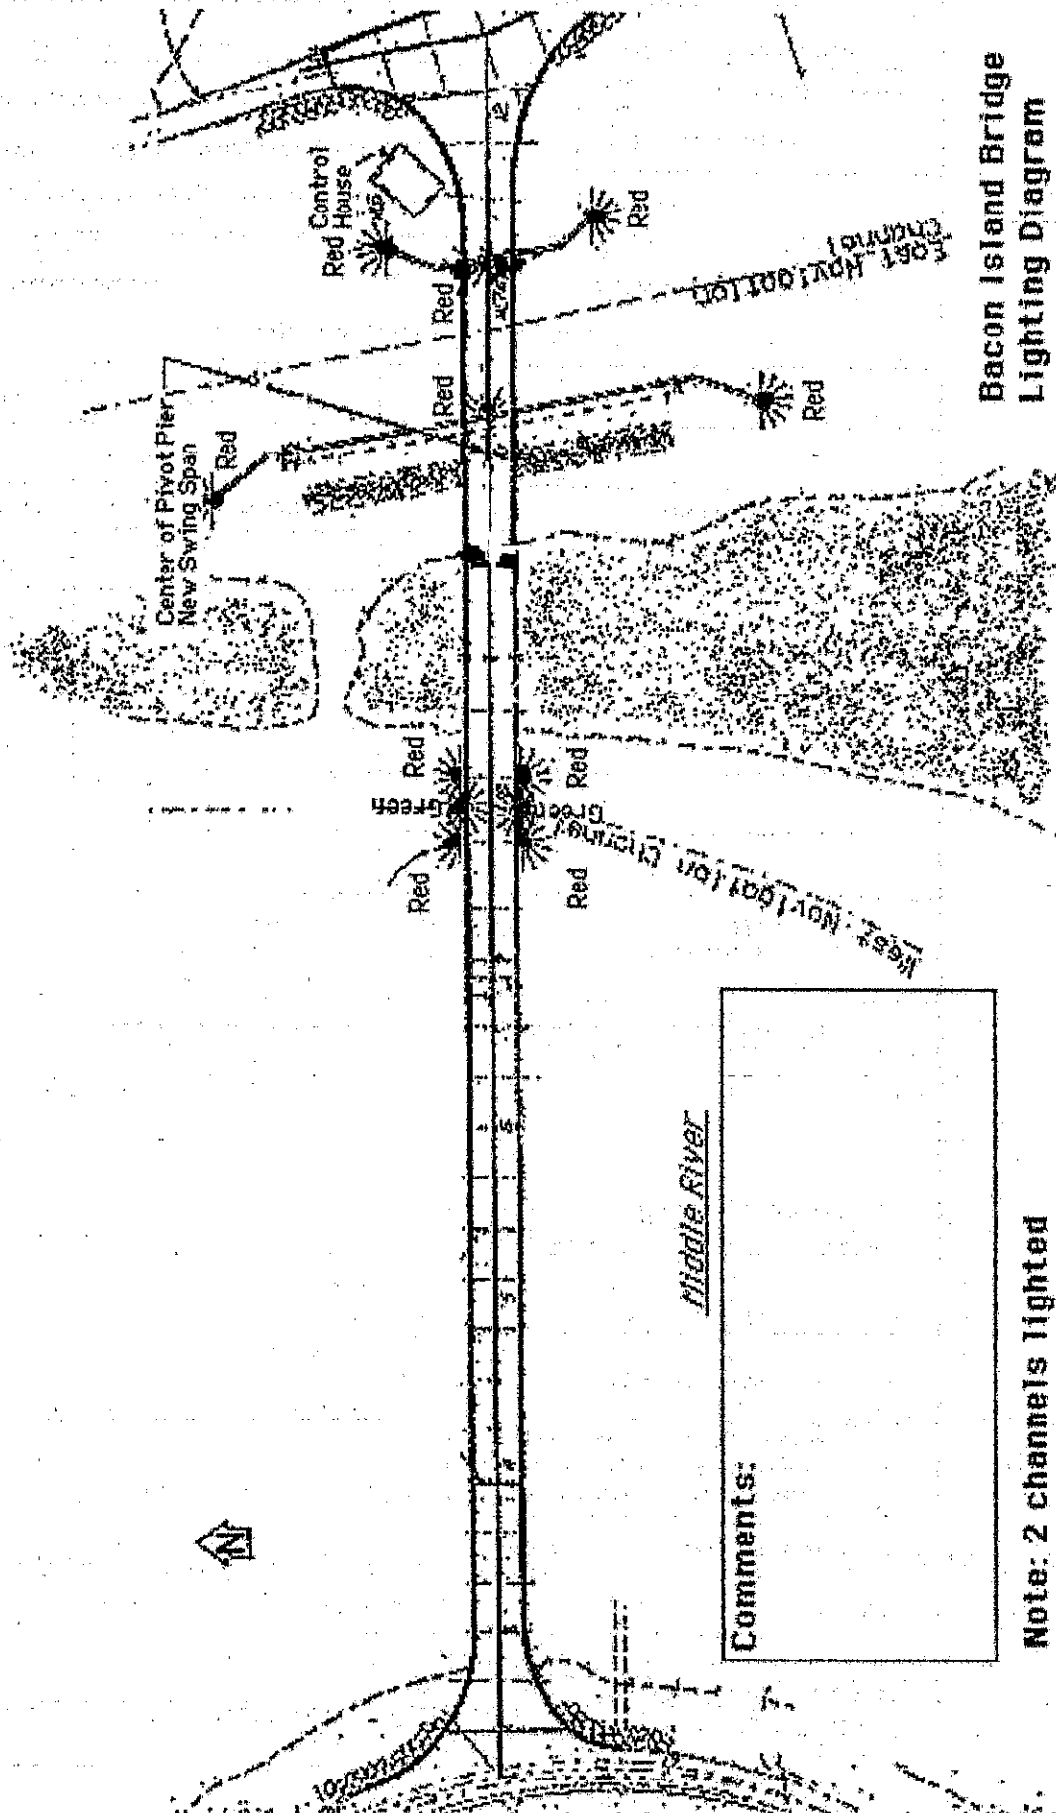 Center of Pivot Pier,
New Swing Span
Red
Red
Control
House
Red
Red
Red
Red
Red
East Navigation
Channel
Red
Green
Red
Red
Green
Red
West Navigation Channel
N
Middle River
Comments:
Bacon Island Bridge
Lighting Diagram
Note: 2 channels lighted